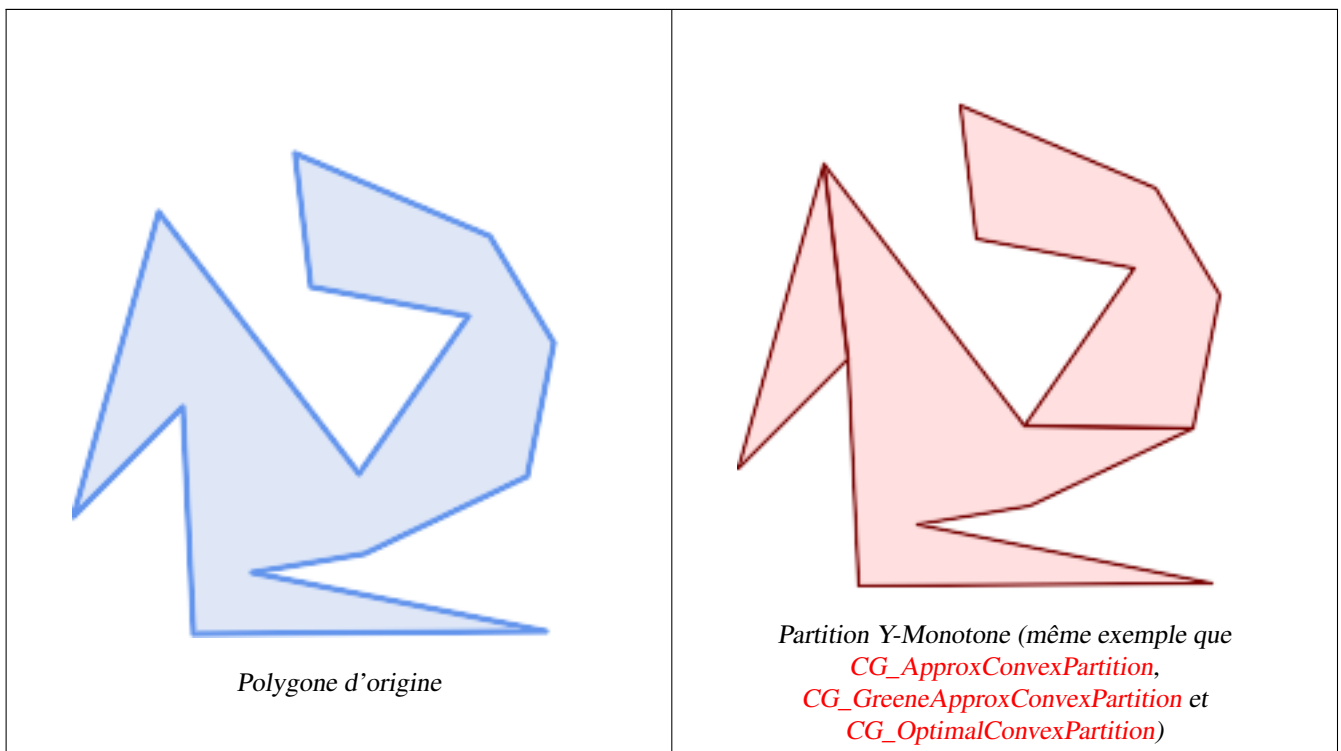 Polygone d'origine
Partition Y-Monotone (même exemple que
CG_ApproxConvexPartition,
CG_GreeneApproxConvexPartition et
CG_OptimalConvexPartition)